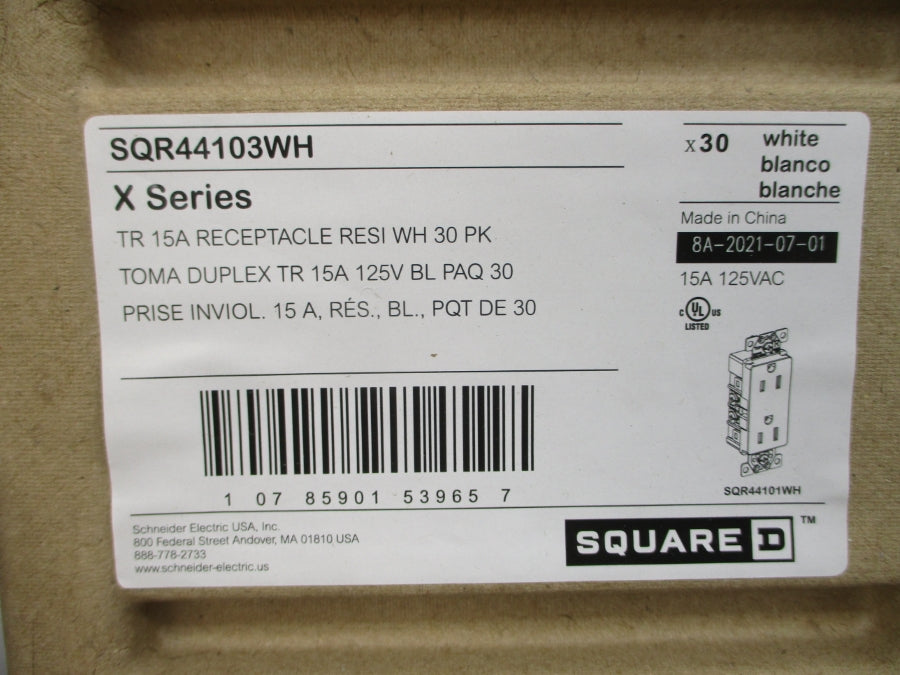 SQR44103WH
X Series
TR 15A RECEPTACLE RESI WH 30 PK
TOMA DUPLEX TR 15A 125V BL PAQ 30
PRISE INVIOL. 15 A, RÉS., BL., PQT DE 30
x30
white
blanco
blanche
Made in China
8A-2021-07-01
15A 125VAC
C UL US
LISTED
SQR44101WH
1 07 85901 53965 7
Schneider Electric USA, Inc.
800 Federal Street Andover, MA 01810 USA
888-778-2733
www.schneider-electric.us
SQUARE D™